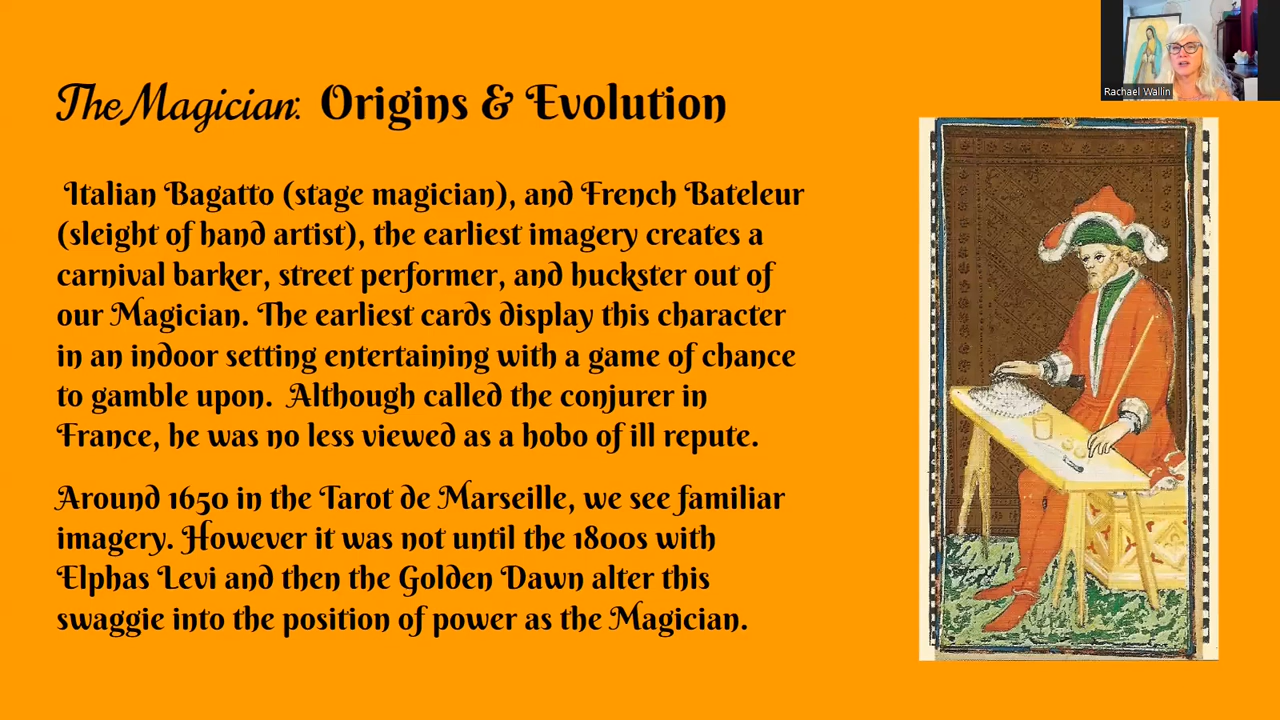 The Magician: Origins & Evolution
Rachael Wallin
Italian Bagatto (stage magician), and French Bateleur
(sleight of hand artist), the earliest imagery creates a
carnival barker, street performer, and huckster out of
our Magician. The earliest cards display this character
in an indoor setting entertaining with a game of chance
to gamble upon. Although called the conjurer in
France, he was no less viewed as a hobo of ill repute.
Around 1650 in the Tarot de Marseille, we see familiar
imagery. However it was not until the 1800s with
Elphas Levi and then the Golden Dawn alter this
swaggie into the position of power as the Magician.